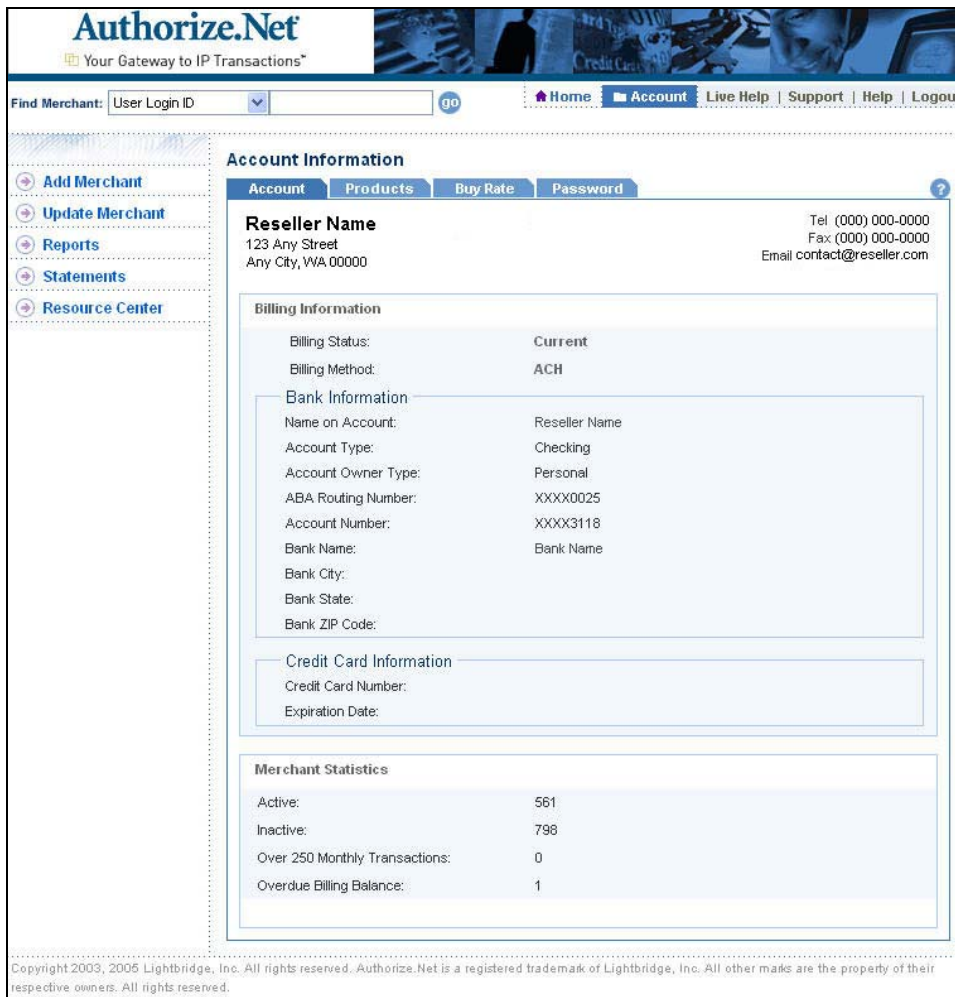 Authorize.Net
Your Gateway to IP Transactions™
Credit Card
Find Merchant: User Login ID go
Home Account Live Help | Support | Help | Logou
Account Information
Add Merchant
Update Merchant
Reports
Statements
Resource Center
Account Products Buy Rate Password ?
Reseller Name
123 Any Street
Any City, WA 00000
Tel (000) 000-0000
Fax (000) 000-0000
Email contact@reseller.com
Billing Information
Billing Status: Current
Billing Method: ACH
Bank Information
Name on Account: Reseller Name
Account Type: Checking
Account Owner Type: Personal
ABA Routing Number: XXXX0025
Account Number: XXXX3118
Bank Name: Bank Name
Bank City:
Bank State:
Bank ZIP Code:
Credit Card Information
Credit Card Number:
Expiration Date:
Merchant Statistics
Active: 561
Inactive: 798
Over 250 Monthly Transactions: 0
Overdue Billing Balance: 1
Copyright 2003, 2005 Lightbridge, Inc. All rights reserved. Authorize.Net is a registered trademark of Lightbridge, Inc. All other marks are the property of their
respective owners. All rights reserved.